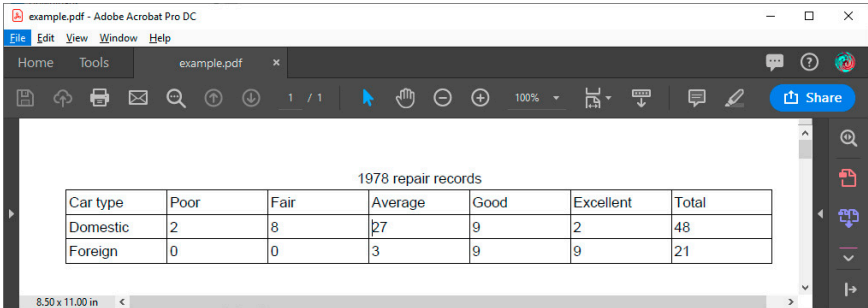 example.pdf - Adobe Acrobat Pro DC
File Edit View Window Help
Home Tools example.pdf ×
1 / 1 100% Share
1978 repair records
Car type Poor Fair Average Good Excellent Total
Domestic 2 8 27 9 2 48
Foreign 0 0 3 9 9 21
8.50 x 11.00 in